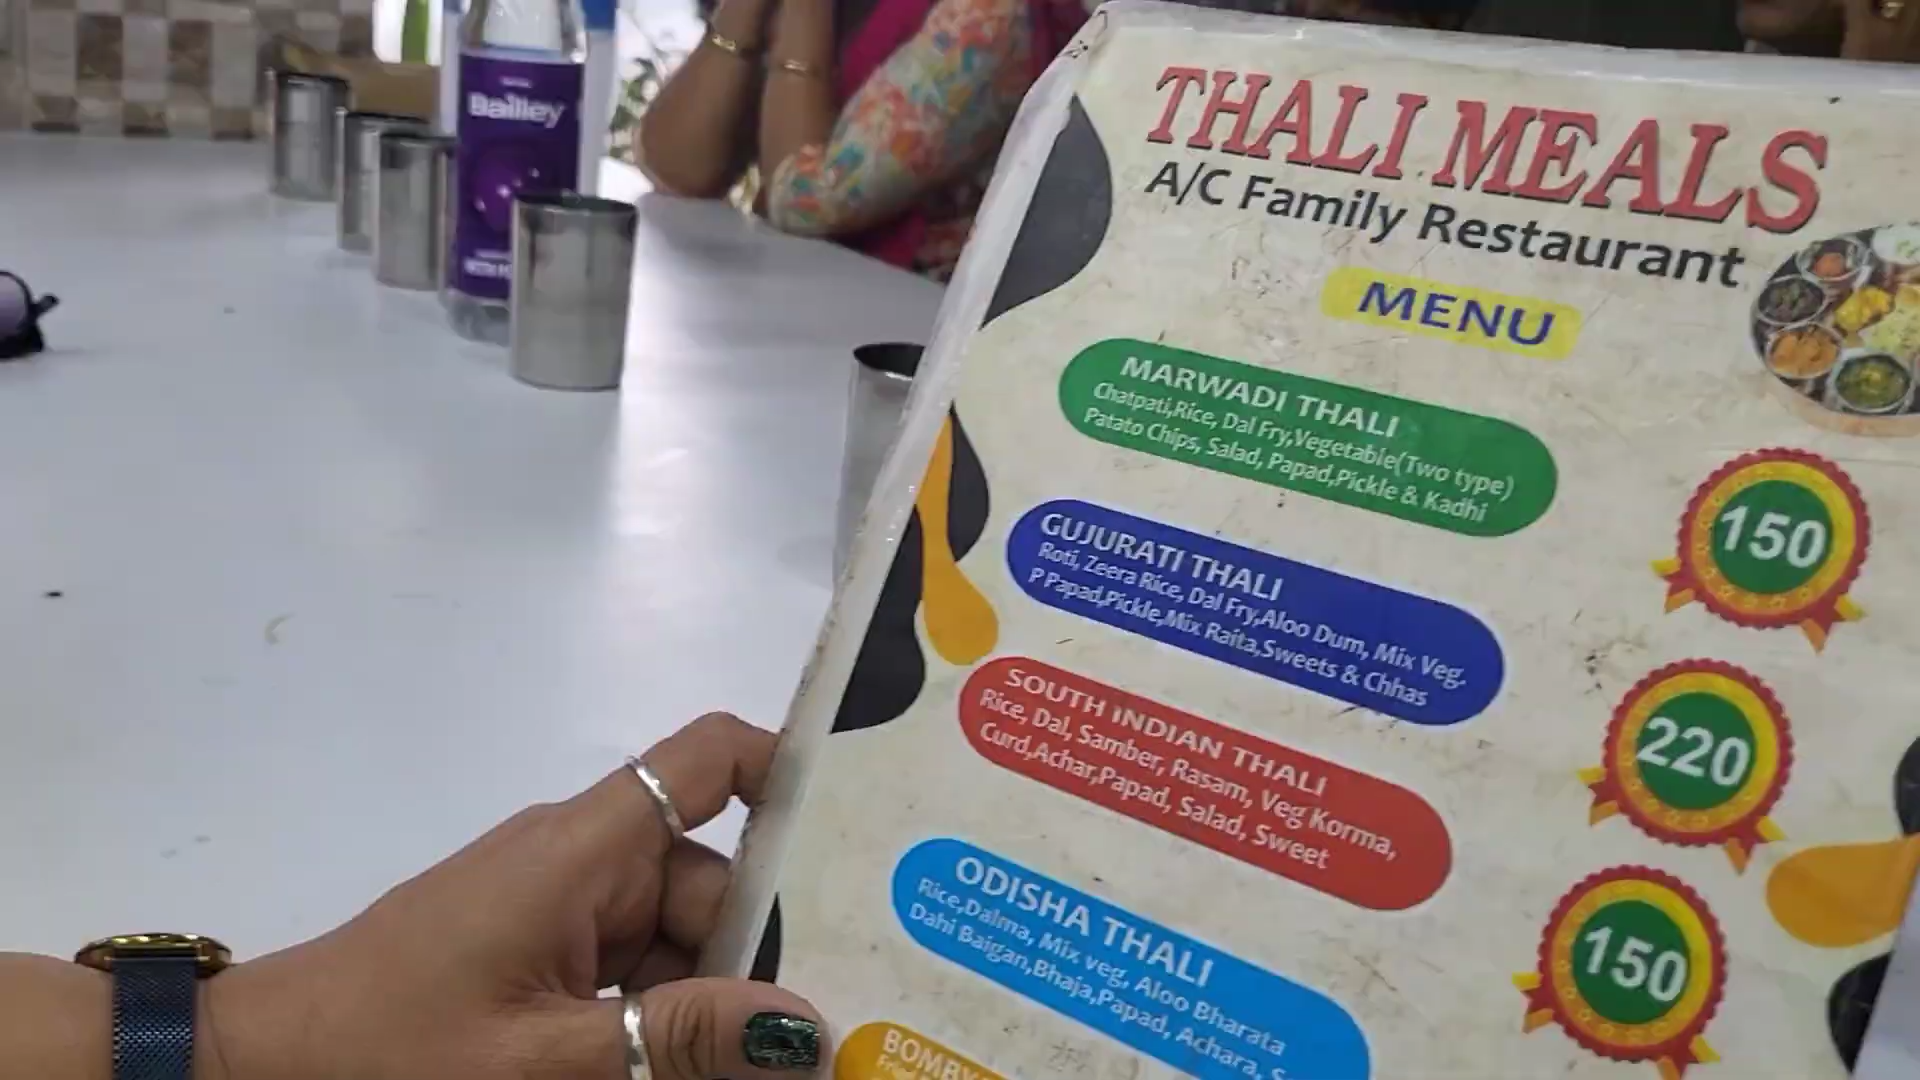 Bailley
THALI MEALS
A/C Family Restaurant
MENU
MARWADI THALI
Chatpati,Rice, Dal Fry,Vegetable(Two type)
Patato Chips, Salad, Papad,Pickle & Kadhi
150
GUJURATI THALI
Roti, Zeera Rice, Dal Fry,Aloo Dum, Mix Veg.
P Papad,Pickle,Mix Raita,Sweets & Chhas
220
SOUTH INDIAN THALI
Rice, Dal, Samber, Rasam, Veg Korma,
Curd,Achar,Papad, Salad, Sweet
150
ODISHA THALI
Rice,Dalma, Mix veg, Aloo Bharata
Dahi Baigan,Bhaja,Papad, Achara,